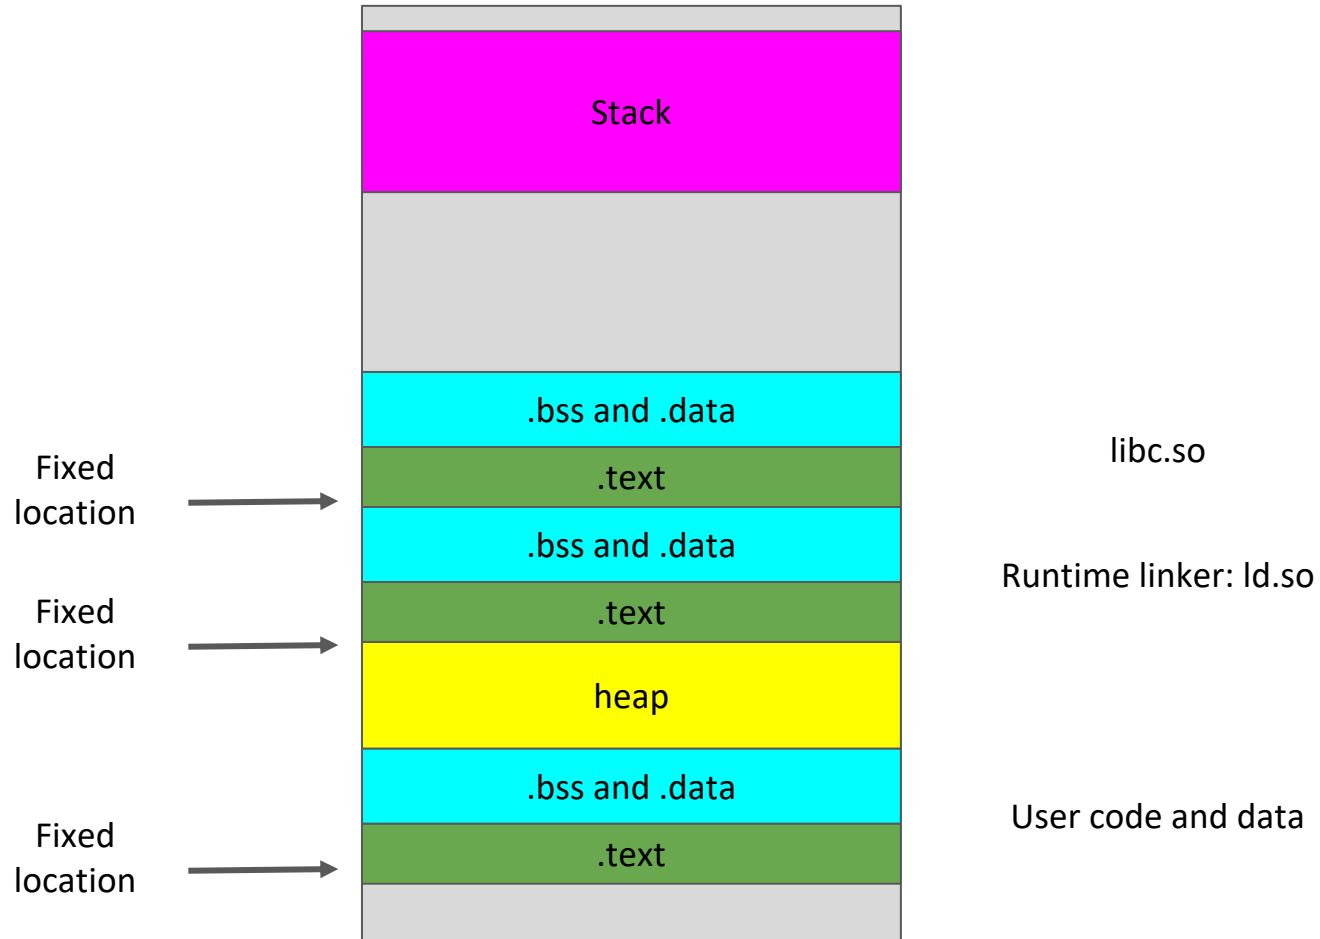 Stack
.bss and .data
libc.so
Fixed
location
.text
.bss and .data
Runtime linker: ld.so
Fixed
location
.text
heap
.bss and .data
User code and data
Fixed
location
.text